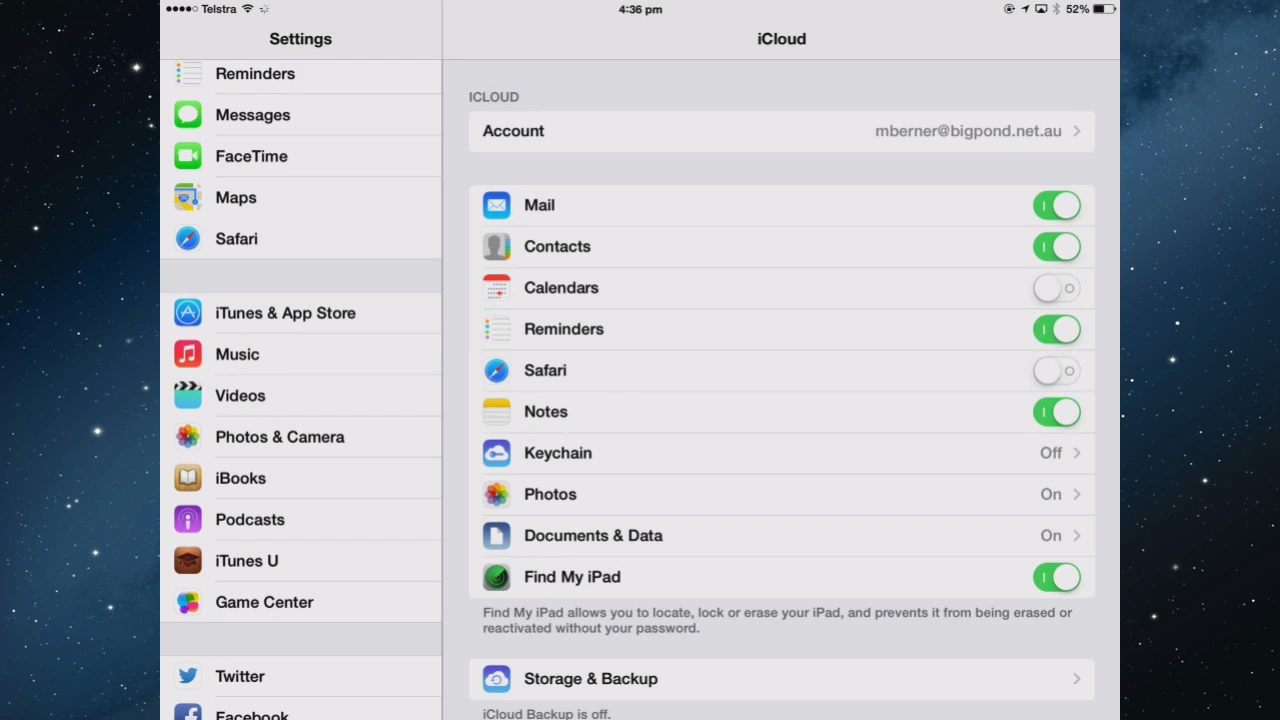 Telstra
4:36 pm
52%
Settings
iCloud
Reminders
Messages
FaceTime
Maps
Safari
iTunes & App Store
Music
Videos
Photos & Camera
iBooks
Podcasts
iTunes U
Game Center
Twitter
Facebook
ICLOUD
Account mberner@bigpond.net.au
Mail
Contacts
Calendars
Reminders
Safari
Notes
Keychain Off
Photos On
Documents & Data On
Find My iPad
Find My iPad allows you to locate, lock or erase your iPad, and prevents it from being erased or
reactivated without your password.
Storage & Backup
iCloud Backup is off.